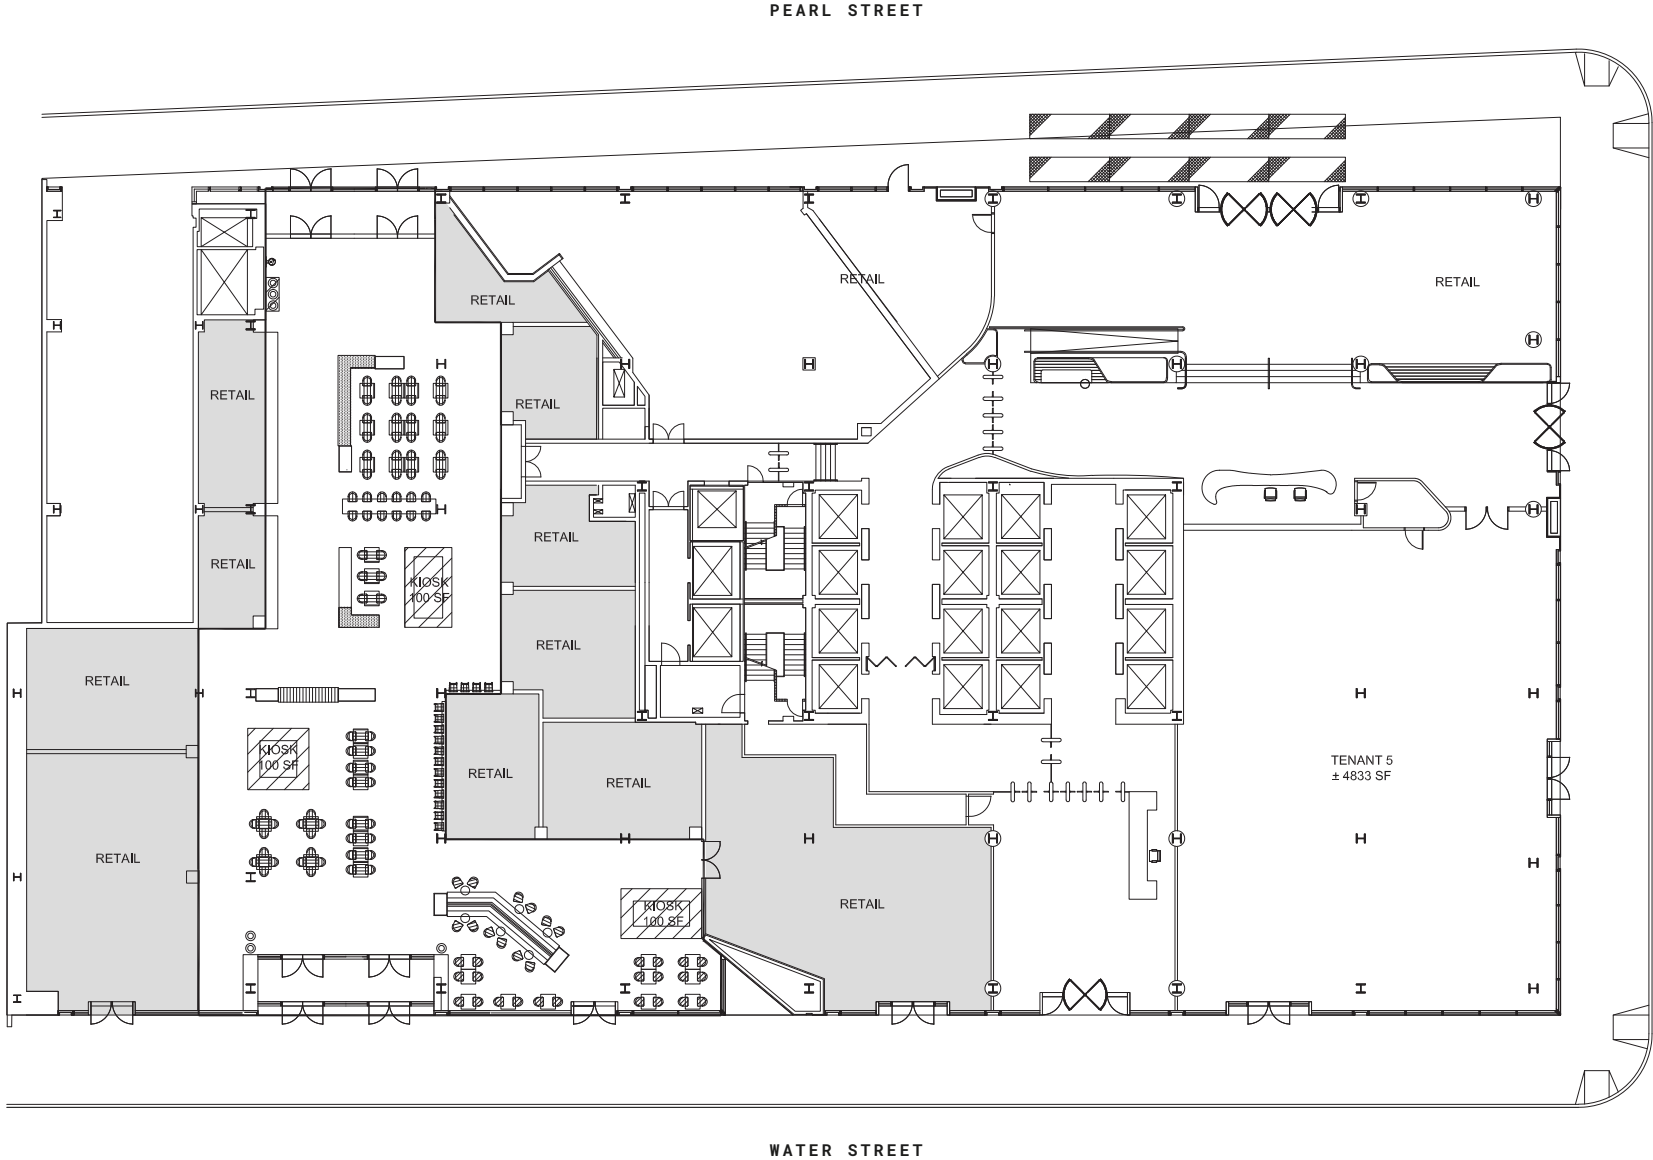 PEARL STREET
RETAIL
RETAIL
RETAIL
RETAIL
RETAIL
RETAIL
RETAIL
KIOSK
100 SF
RETAIL
RETAIL
KIOSK
100 SF
RETAIL
RETAIL
TENANT 5
± 4833 SF
RETAIL
KIOSK
100 SF
RETAIL
WATER STREET